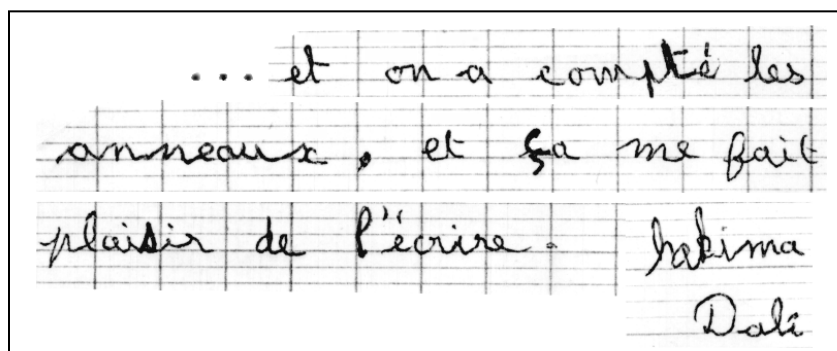 ... et on a compté les
anneaux, et ça me fait
plaisir de l'écrire. hakima
Dali